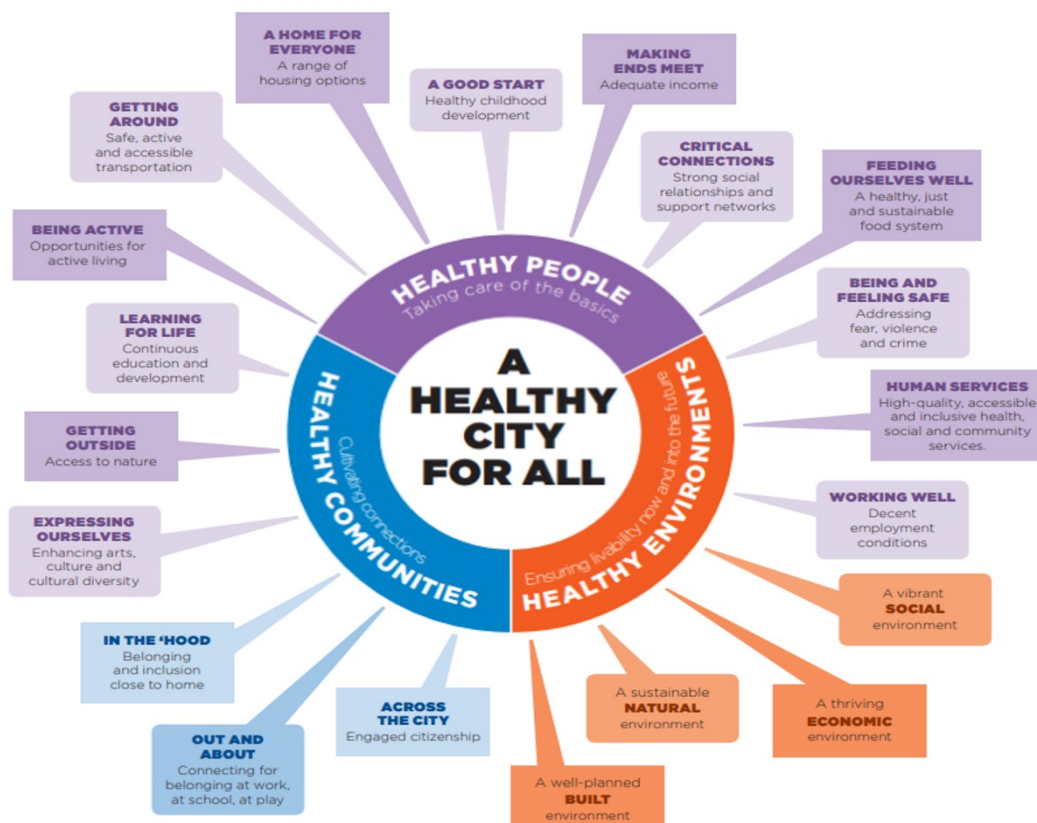 A HOME FOR
EVERYONE
A range of
housing options
A GOOD START
Healthy childhood
development
MAKING
ENDS MEET
Adequate income
GETTING
AROUND
Safe, active
and accessible
transportation
CRITICAL
CONNECTIONS
Strong social
relationships and
support networks
FEEDING
OURSELVES WELL
A healthy, just
and sustainable
food system
BEING ACTIVE
Opportunities for
active living
HEALTHY PEOPLE
Taking care of the basics
BEING AND
FEELING SAFE
Addressing
fear, violence
and crime
LEARNING
FOR LIFE
Continuous
education and
development
A
HEALTHY
CITY
FOR ALL
HEALTHY COMMUNITIES
Cultivating connections
HEALTHY ENVIRONMENTS
Ensuring livability now and into the future
HUMAN SERVICES
High-quality, accessible
and inclusive health,
social and community
services.
GETTING
OUTSIDE
Access to nature
WORKING WELL
Decent
employment
conditions
EXPRESSING
OURSELVES
Enhancing arts,
culture and
cultural diversity
A vibrant
SOCIAL
environment
IN THE ‘HOOD
Belonging
and inclusion
close to home
ACROSS
THE CITY
Engaged citizenship
A sustainable
NATURAL
environment
A thriving
ECONOMIC
environment
OUT AND
ABOUT
Connecting for
belonging at work,
at school, at play
A well-planned
BUILT
environment